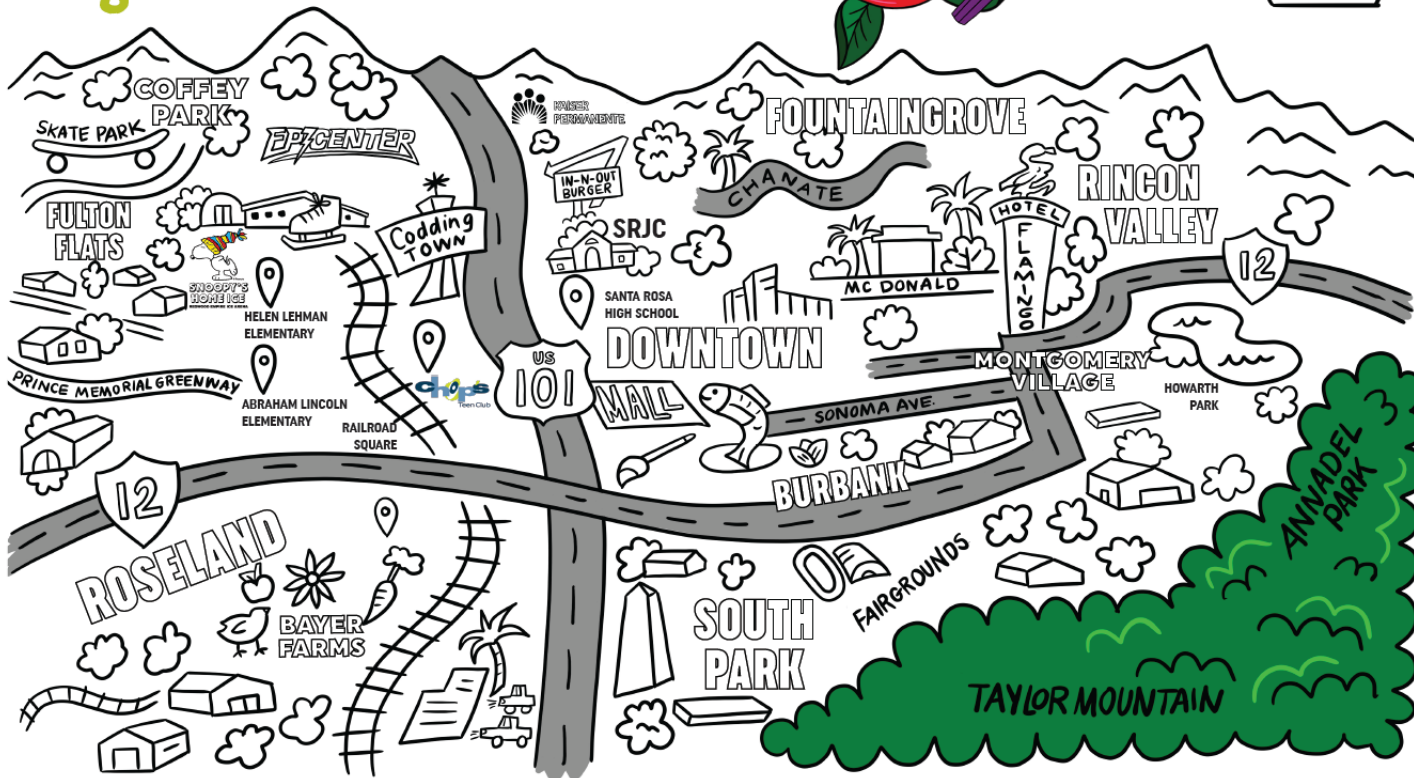 COFFEY
PARK
SKATE PARK
EPICENTER
KAISER
PERMANENTE
FOUNTAINGROVE
IN-N-OUT
BURGER
CHANATE
RINCON
VALLEY
HOTEL
FLAMINGO
FULTON
FLATS
Codding
TOWN
SRJC
12
SNOOPY'S
HOME ICE
HELEN LEHMAN
ELEMENTARY
SANTA ROSA
HIGH SCHOOL
MC DONALD
DOWNTOWN
US
101
MONTGOMERY
VILLAGE
HOWARTH
PARK
PRINCE MEMORIAL GREENWAY
chops
Teen Club
ABRAHAM LINCOLN
ELEMENTARY
RAILROAD
SQUARE
MALL
SONOMA AVE.
BURBANK
12
ROSELAND
ANNADEL
PARK
FAIRGROUNDS
BAYER
FARMS
SOUTH
PARK
TAYLOR MOUNTAIN